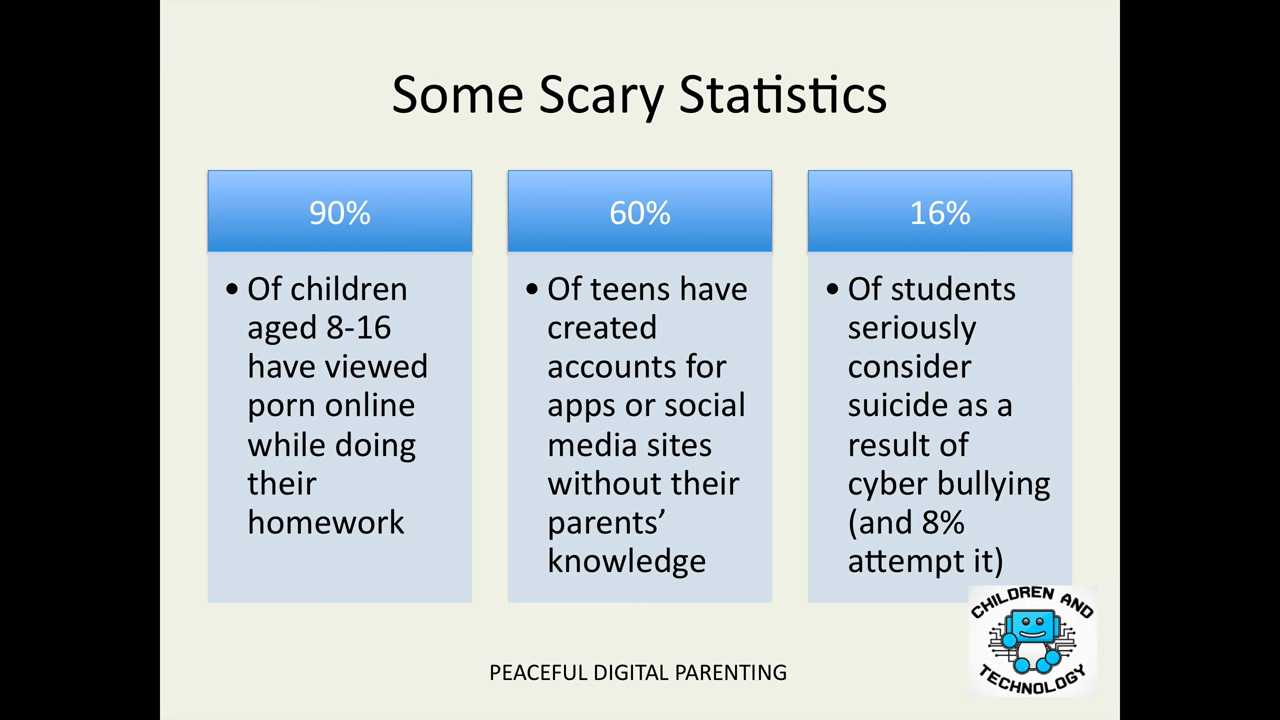 Some Scary Statistics
90%
• Of children
aged 8-16
have viewed
porn online
while doing
their
homework
60%
• Of teens have
created
accounts for
apps or social
media sites
without their
parents’
knowledge
16%
• Of students
seriously
consider
suicide as a
result of
cyber bullying
(and 8%
attempt it)
CHILDREN AND
TECHNOLOGY
PEACEFUL DIGITAL PARENTING